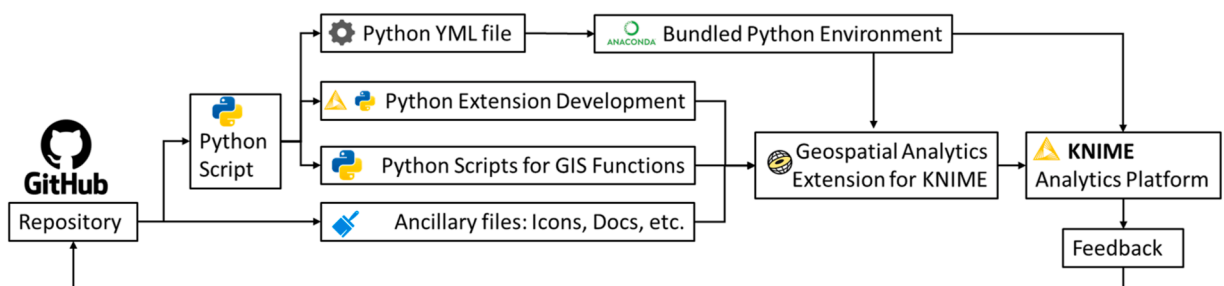 Python YML file
ANACONDA
Bundled Python Environment
Python Extension Development
Python
Script
Python Scripts for GIS Functions
Geospatial Analytics
Extension for KNIME
KNIME
Analytics Platform
GitHub
Repository
Ancillary files: Icons, Docs, etc.
Feedback